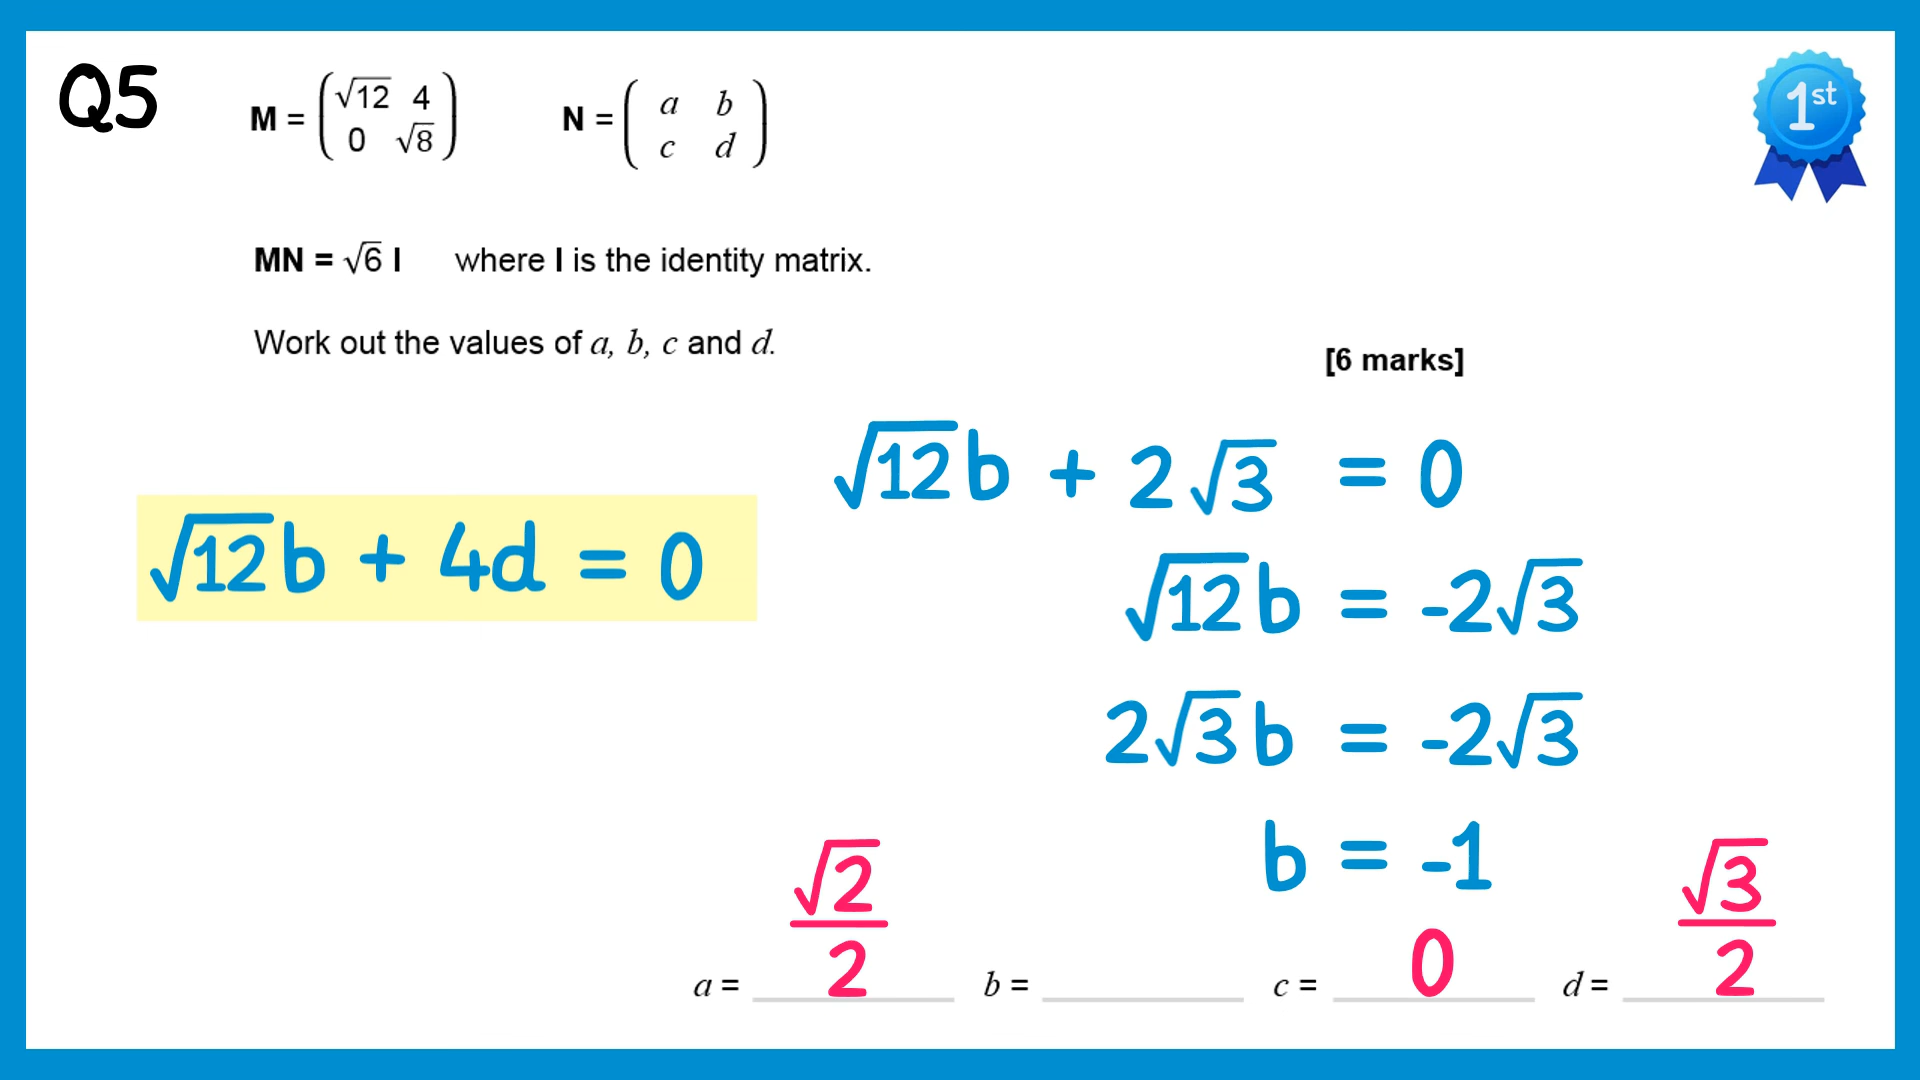 Q5
M = ( √12 4
0 √8 )
N = ( a b
c d )
1st
MN = √6 I where I is the identity matrix.
Work out the values of a, b, c and d.
[6 marks]
√12b + 4d = 0
√12b + 2√3 = 0
√12b = -2√3
2√3b = -2√3
b = -1
a = √2/2 b = c = 0 d = √3/2